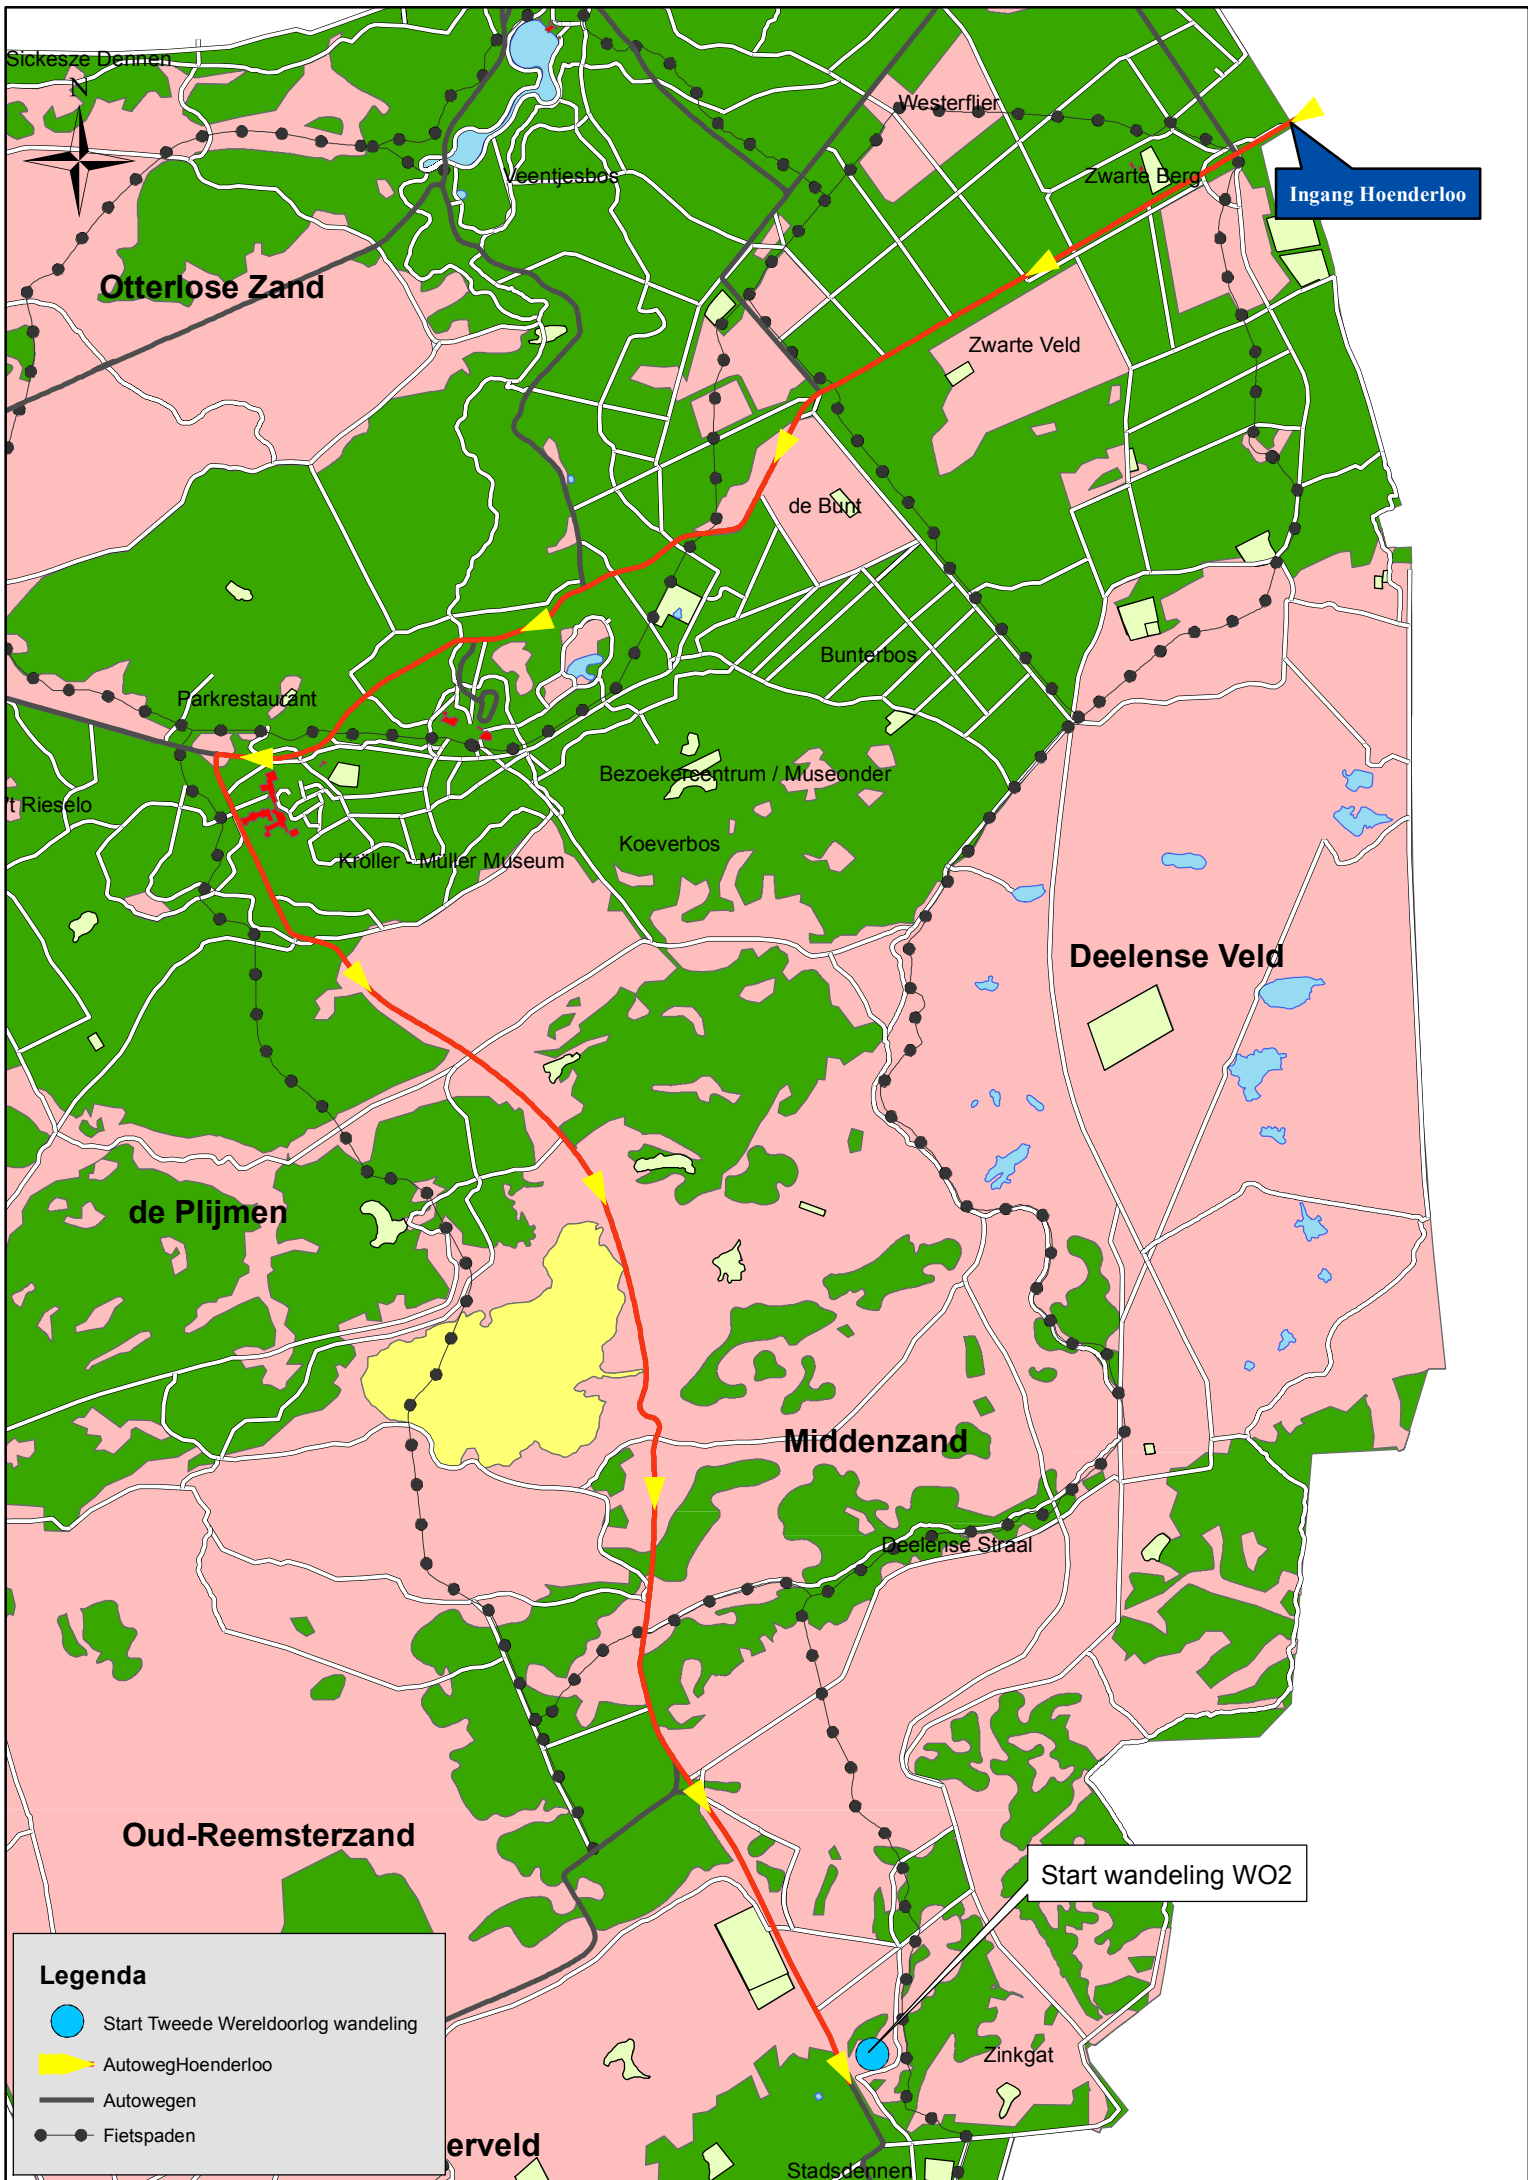 Sickesze Dennen
N
Westerflier
Veentjesbos
Zwarte Berg
Ingang Hoenderloo
Otterlose Zand
Zwarte Veld
de Bunt
Bunterbos
Parkrestaurant
Bezoekercentrum / Museonder
't Rieselo
Koeverbos
Kröller - Müller Museum
Deelense Veld
de Plijmen
Middenzand
Deelense Straal
Oud-Reemsterzand
Start wandeling WO2
Legenda
Start Tweede Wereldoorlog wandeling
AutowegHoenderloo
Autowegen
Fietspaden
Zinkgat
erveld
Stadsdennen